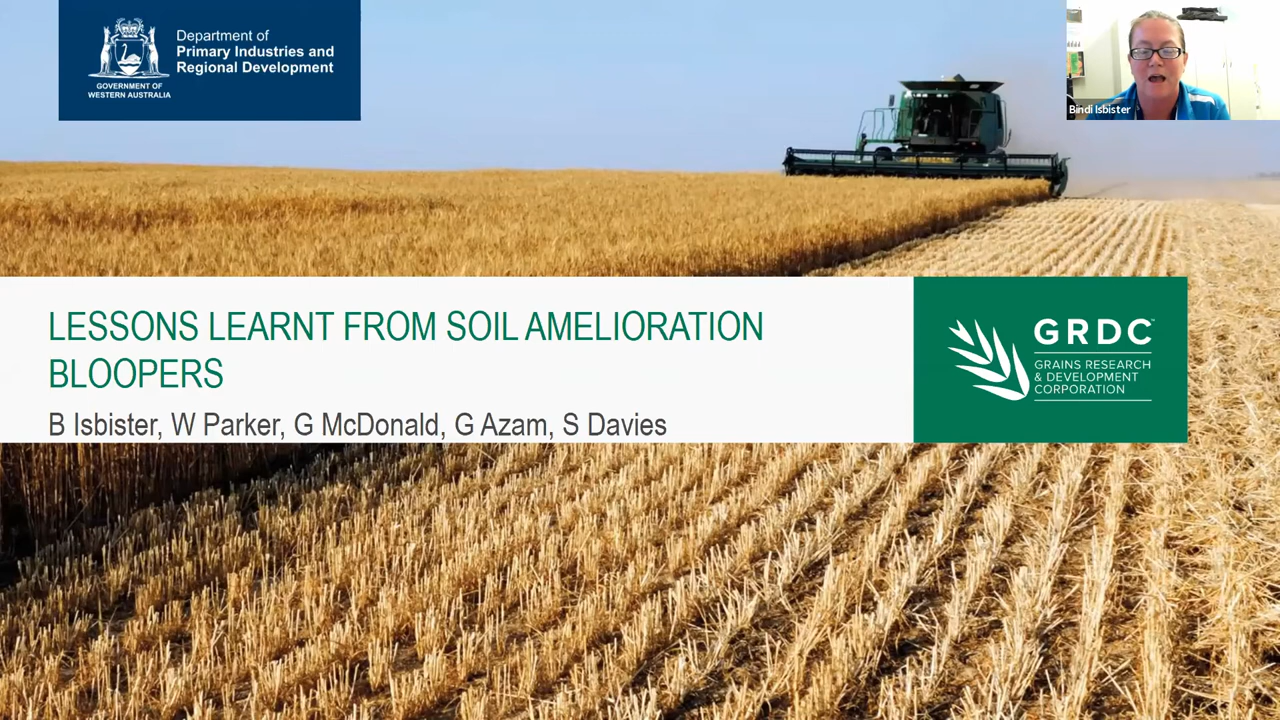 Department of
Primary Industries and
Regional Development
GOVERNMENT OF
WESTERN AUSTRALIA
Bindi Isbister
LESSONS LEARNT FROM SOIL AMELIORATION
BLOOPERS
B Isbister, W Parker, G McDonald, G Azam, S Davies
GRDC™
GRAINS RESEARCH
& DEVELOPMENT
CORPORATION